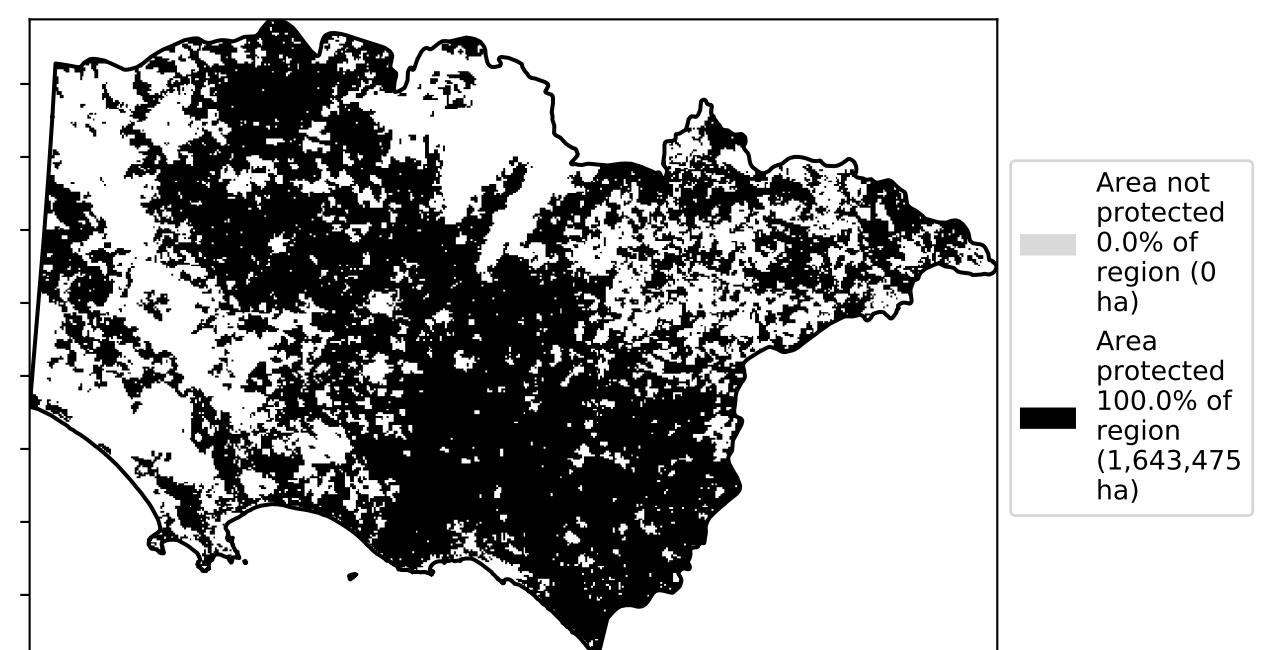 Area not
protected
0.0% of
region (0
ha)
Area
protected
100.0% of
region
(1,643,475
ha)